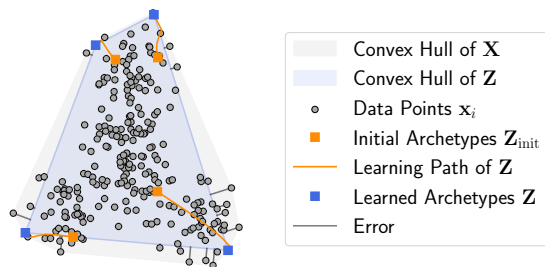 Convex Hull of X
Convex Hull of Z
Data Points xᵢ
Initial Archetypes Z_init
Learning Path of Z
Learned Archetypes Z
Error